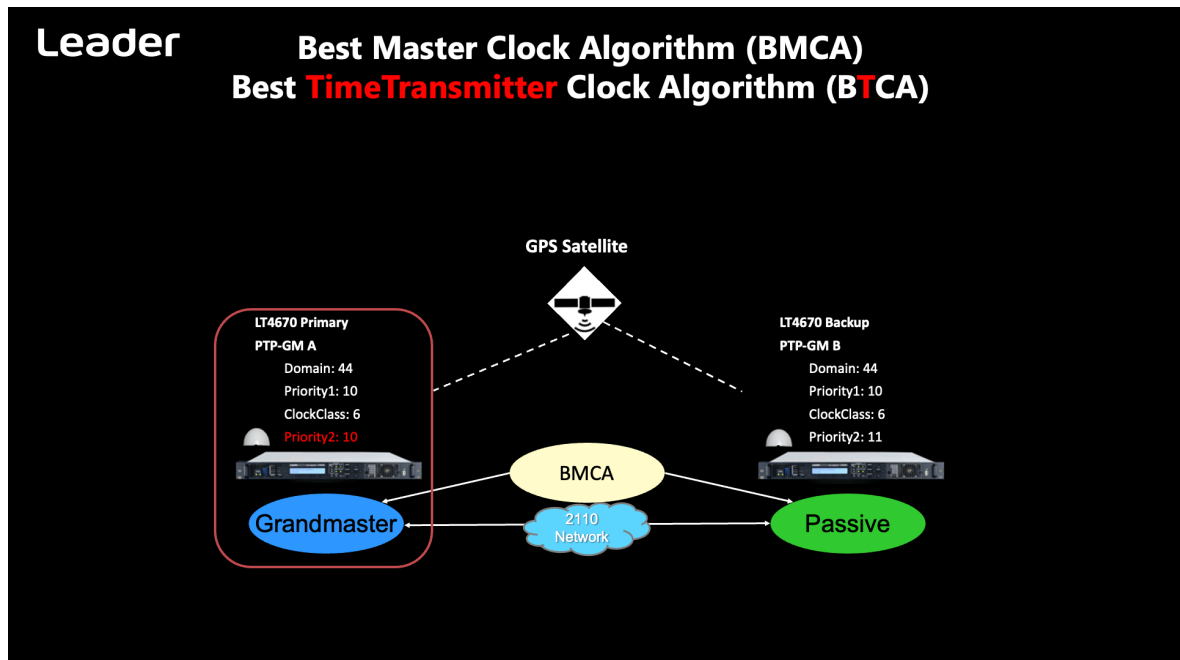 Leader
Best Master Clock Algorithm (BMCA)
Best TimeTransmitter Clock Algorithm (BTCA)
GPS Satellite
LT4670 Primary
PTP-GM A
Domain: 44
Priority1: 10
ClockClass: 6
Priority2: 10
LT4670 Backup
PTP-GM B
Domain: 44
Priority1: 10
ClockClass: 6
Priority2: 11
BMCA
Grandmaster
2110
Network
Passive